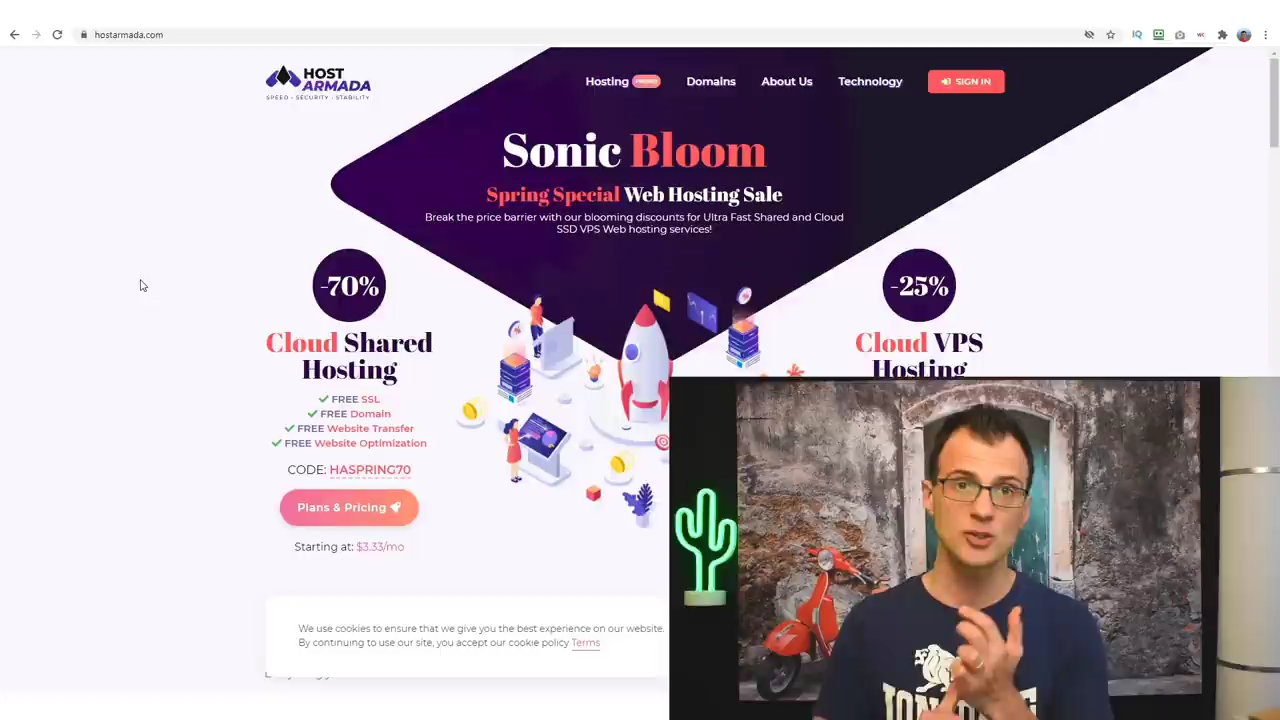 hostarmada.com
IQ
HOST
ARMADA
SPEED - SECURITY - STABILITY
Hosting PROMO
Domains
About Us
Technology
SIGN IN
Sonic Bloom
Spring Special Web Hosting Sale
Break the price barrier with our blooming discounts for Ultra Fast Shared and Cloud
SSD VPS Web hosting services!
-70%
Cloud Shared
Hosting
FREE SSL
FREE Domain
FREE Website Transfer
FREE Website Optimization
CODE: HASPRING70
Plans & Pricing
Starting at: $3.33/mo
-25%
Cloud VPS
Hosting
We use cookies to ensure that we give you the best experience on our website.
By continuing to use our site, you accept our cookie policy Terms